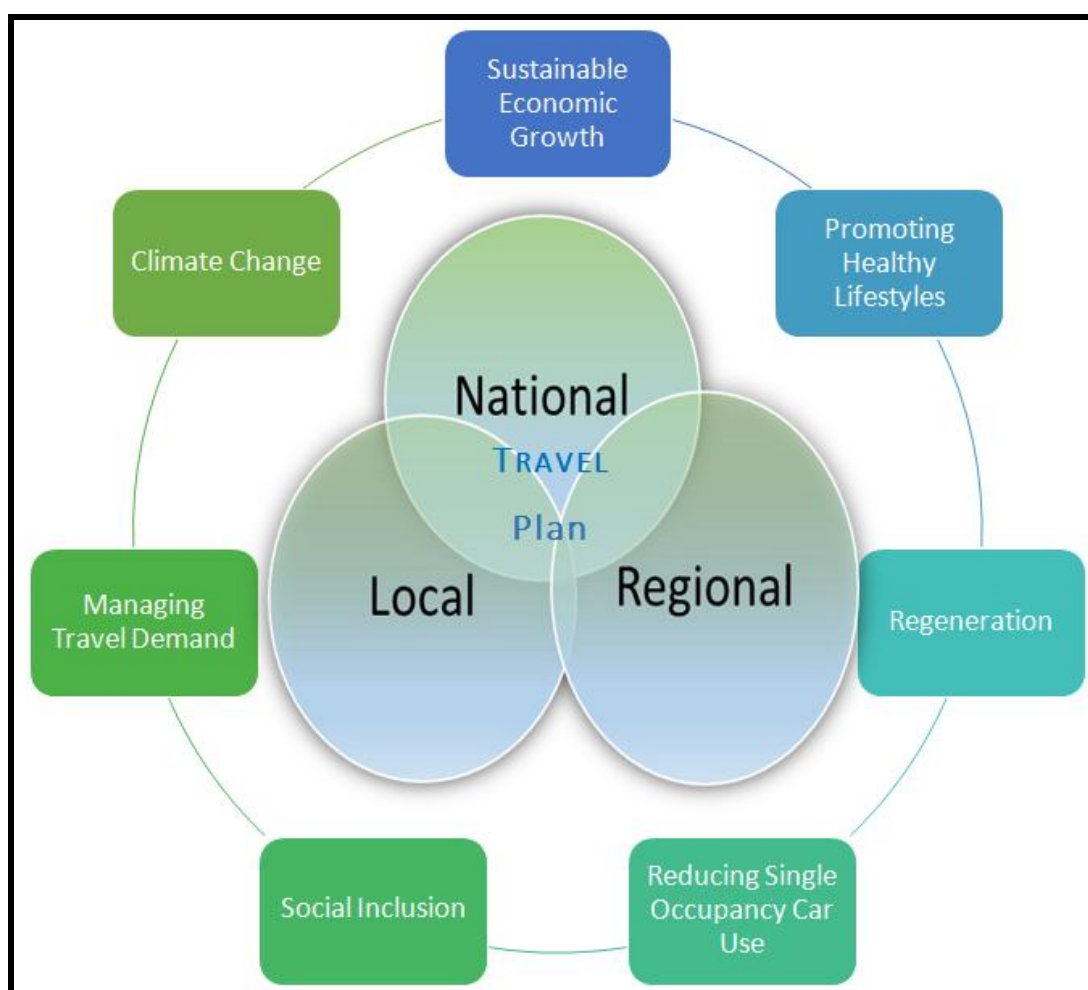 Sustainable
Economic
Growth
Promoting
Healthy
Lifestyles
Climate Change
National
TRAVEL
Plan
Local
Regional
Managing
Travel Demand
Regeneration
Social Inclusion
Reducing Single
Occupancy Car
Use